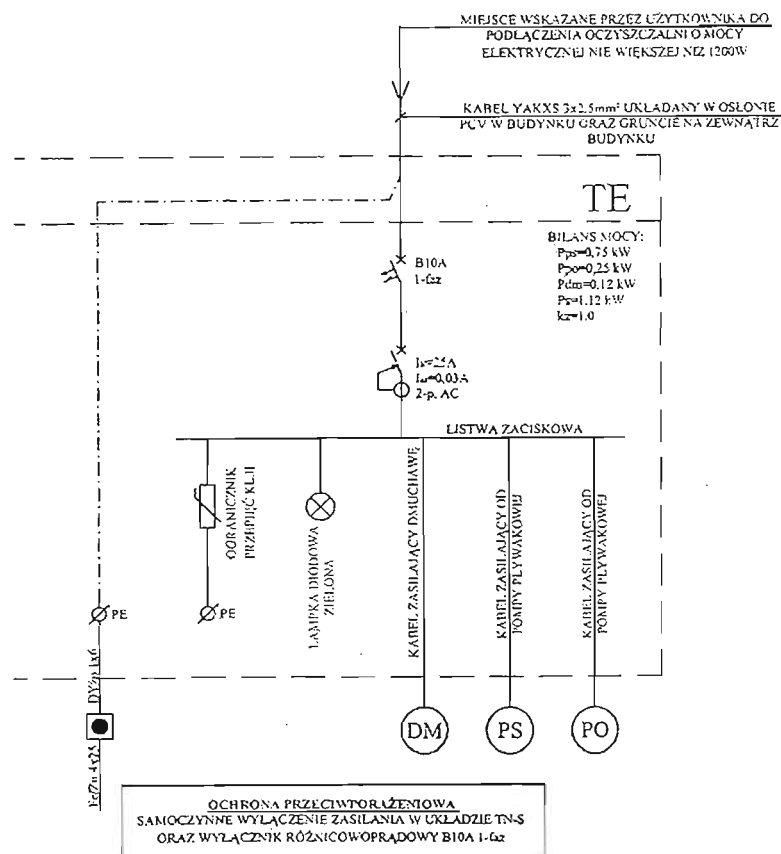 MIEJSCE WSKAZANE PRZEZ UŻYTKOWNIKA DO
PODŁĄCZENIA OCZYSZCZALNI O MOCY
ELEKTRYCZNEJ NIE WIĘKSZEJ NIŻ 1200W
KABEL YAKXS 3x2.5mm² UKŁADANY W OSŁONIE
PCV W BUDYNKU ORAZ GRUNCIE NA ZEWNĄTRZ
BUDYNKU
TE
BILANS MOCY:
Pps=0,75 kW
Ppo=0,25 kW
Pdm=0,12 kW
Ps=1,12 kW
kz=1.0
B10A
1-faz
In=25A
=0,03A
2-p. AC
LISTWA ZACISKOWA
OGRANICZNIK
PRZEPIĘĆ KL.II
LAMPKA DIODOWA
ZIELONA
KABEL ZASILAJĄCY DMUCHAWĘ
KABEL ZASILAJĄCY OD
POMPY PŁYWAKOWEJ
KABEL ZASILAJĄCY OD
POMPY PŁYWAKOWEJ
PE
PE
DYżo 1x6
Fe/Zn 4x25
DM
PS
PO
OCHRONA PRZECIWPORAŻENIOWA
SAMOCZYNNE WYŁĄCZENIE ZASILANIA W UKŁADZIE TN-S
ORAZ WYŁĄCZNIK RÓŻNICOWOPRĄDOWY B10A 1-faz